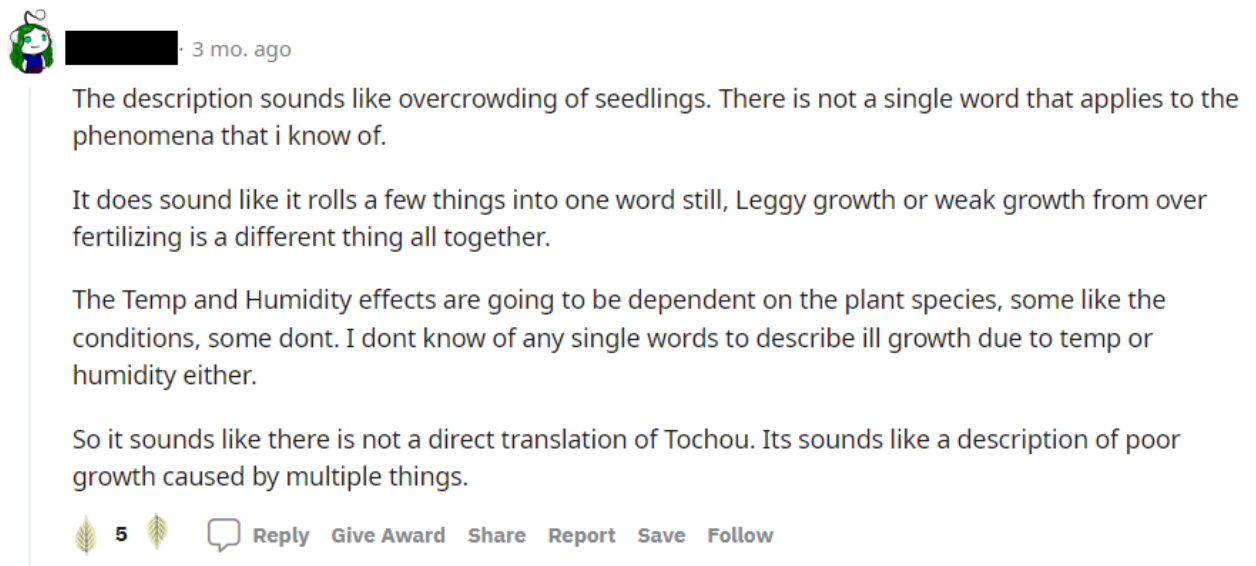 · 3 mo. ago
The description sounds like overcrowding of seedlings. There is not a single word that applies to the
phenomena that i know of.
It does sound like it rolls a few things into one word still, Leggy growth or weak growth from over
fertilizing is a different thing all together.
The Temp and Humidity effects are going to be dependent on the plant species, some like the
conditions, some dont. I dont know of any single words to describe ill growth due to temp or
humidity either.
So it sounds like there is not a direct translation of Tochou. Its sounds like a description of poor
growth caused by multiple things.
5 Reply Give Award Share Report Save Follow